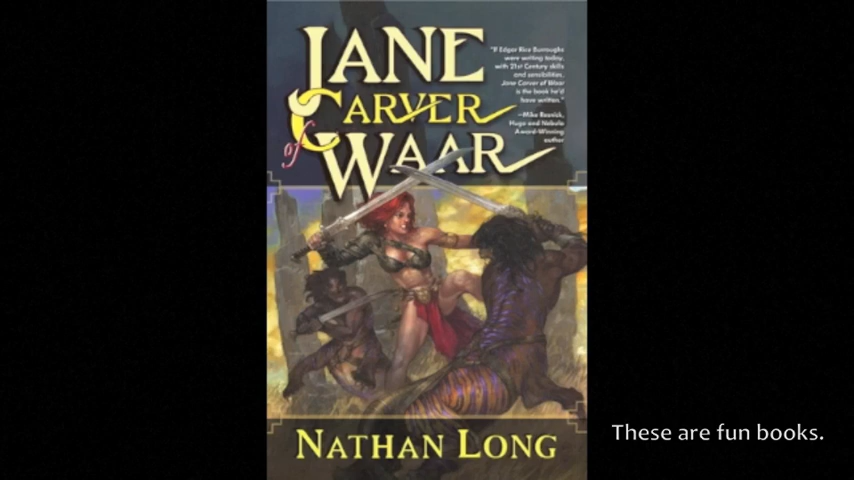 JANE
CARVER
of
WAAR
"If Edgar Rice Burroughs
were writing today,
with 21st Century skills
and sensibilities,
Jane Carver of Waar
is the book he'd
have written."
—Mike Resnick,
Hugo and Nebula
Award-Winning
author
NATHAN LONG
These are fun books.